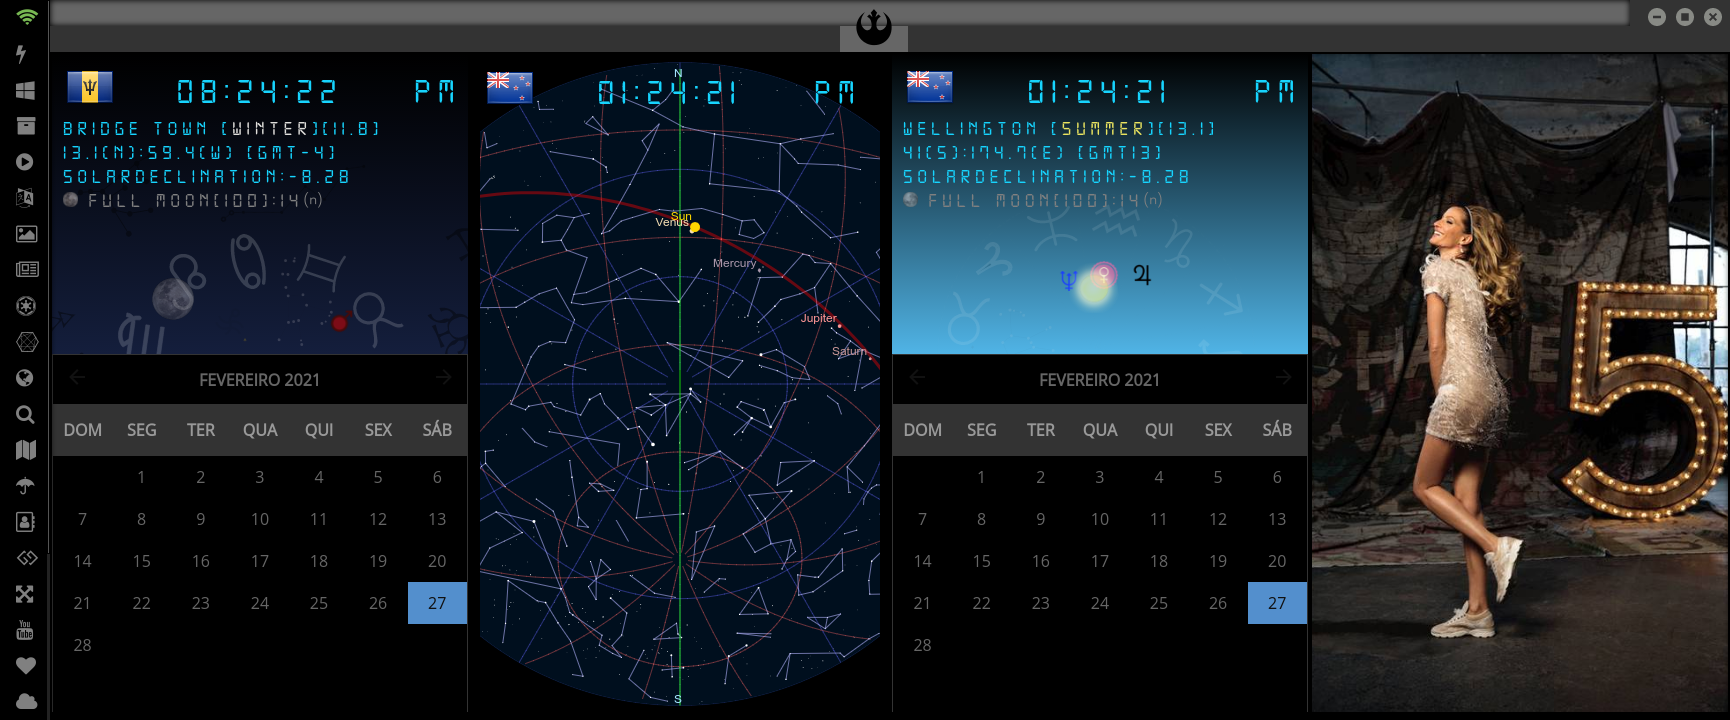 08:24:22 PM
BRIDGE TOWN [WINTER][11.8]
13.1(N):59.4(W) [GMT-4]
SOLARDECLINATION:-8.28
FULL MOON[100]:14(n)
FEVEREIRO 2021
DOM SEG TER QUA QUI SEX SÁB
1 2 3 4 5 6
7 8 9 10 11 12 13
14 15 16 17 18 19 20
21 22 23 24 25 26 27
28
N
01:24:21 PM
Sun
Venus
Mercury
Jupiter
Saturn
S
01:24:21 PM
WELLINGTON [SUMMER][13.1]
41(S):174.7(E) [GMT13]
SOLARDECLINATION:-8.28
FULL MOON[100]:14(n)
FEVEREIRO 2021
DOM SEG TER QUA QUI SEX SÁB
1 2 3 4 5 6
7 8 9 10 11 12 13
14 15 16 17 18 19 20
21 22 23 24 25 26 27
28
5
You
Tube